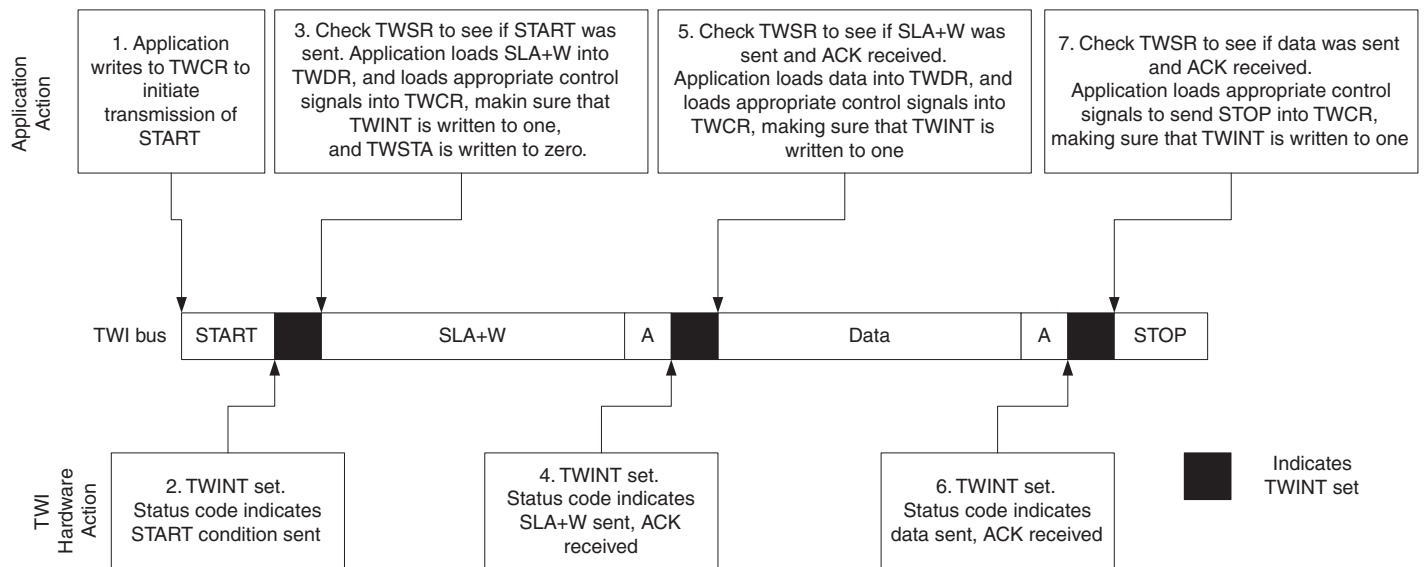 Application
Action
1. Application
writes to TWCR to
initiate
transmission of
START
3. Check TWSR to see if START was
sent. Application loads SLA+W into
TWDR, and loads appropriate control
signals into TWCR, makin sure that
TWINT is written to one,
and TWSTA is written to zero.
5. Check TWSR to see if SLA+W was
sent and ACK received.
Application loads data into TWDR, and
loads appropriate control signals into
TWCR, making sure that TWINT is
written to one
7. Check TWSR to see if data was sent
and ACK received.
Application loads appropriate control
signals to send STOP into TWCR,
making sure that TWINT is written to one
TWI bus
START
SLA+W
A
Data
A
STOP
TWI
Hardware
Action
2. TWINT set.
Status code indicates
START condition sent
4. TWINT set.
Status code indicates
SLA+W sent, ACK
received
6. TWINT set.
Status code indicates
data sent, ACK received
Indicates
TWINT set